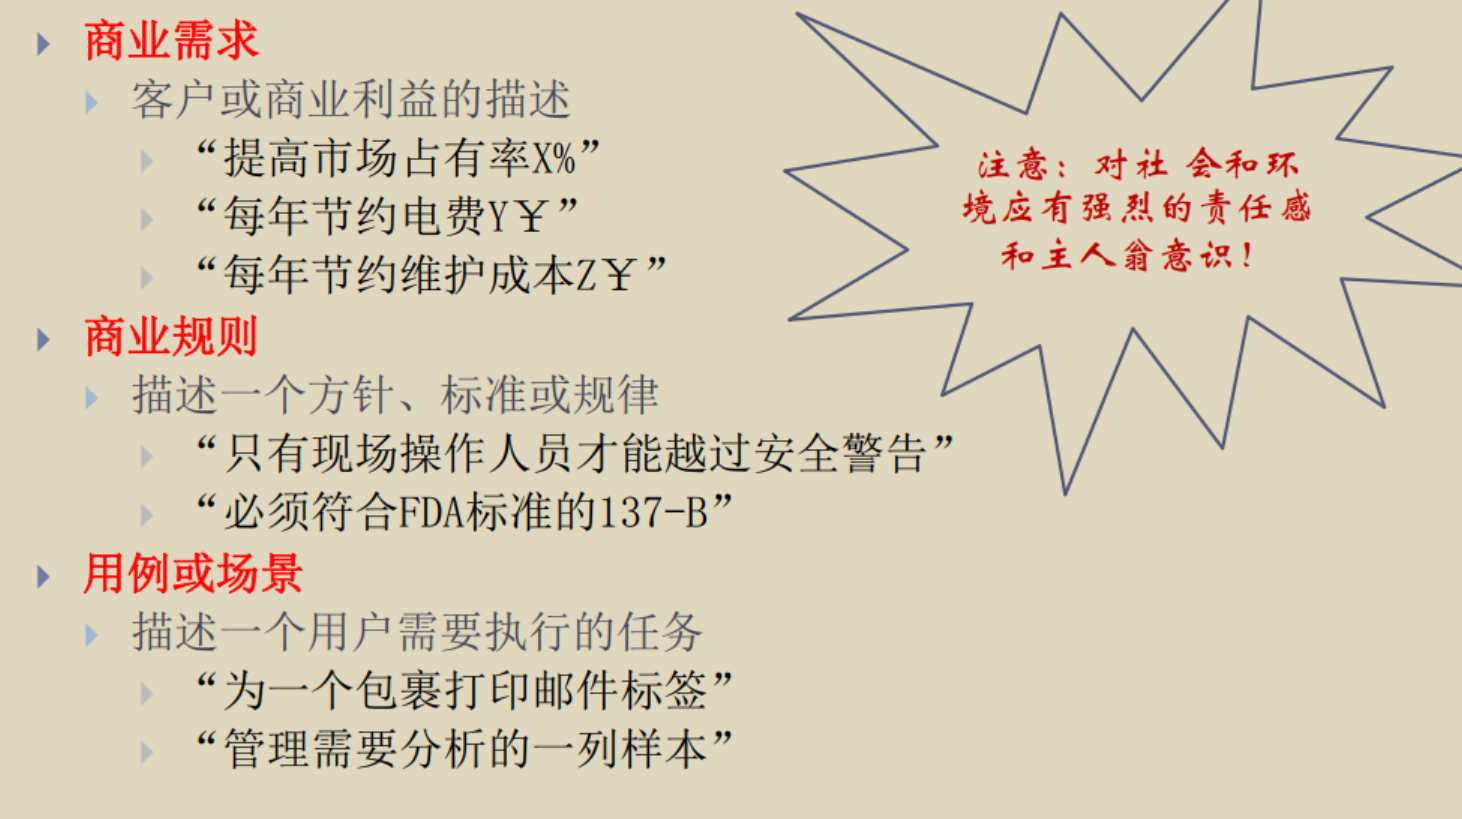 商业需求
客户或商业利益的描述
“提高市场占有率X%”
“每年节约电费Y￥”
“每年节约维护成本Z￥”
商业规则
描述一个方针、标准或规律
“只有现场操作人员才能越过安全警告”
“必须符合FDA标准的137-B”
用例或场景
描述一个用户需要执行的任务
“为一个包裹打印邮件标签”
“管理需要分析的一列样本”
注意：对社 会和环
境应有强烈的责任感
和主人翁意识！